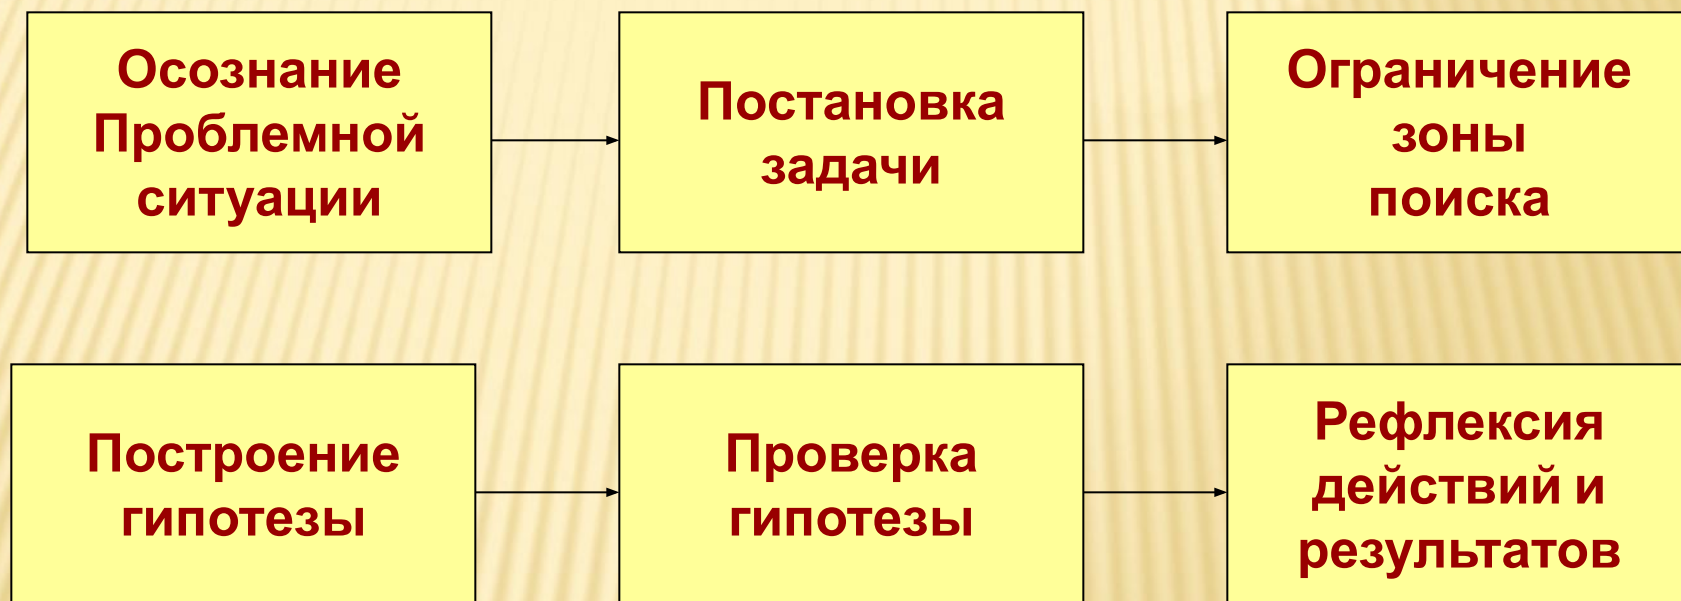 Осознание
Проблемной
ситуации
Постановка
задачи
Ограничение
зоны
поиска
Построение
гипотезы
Проверка
гипотезы
Рефлексия
действий и
результатов